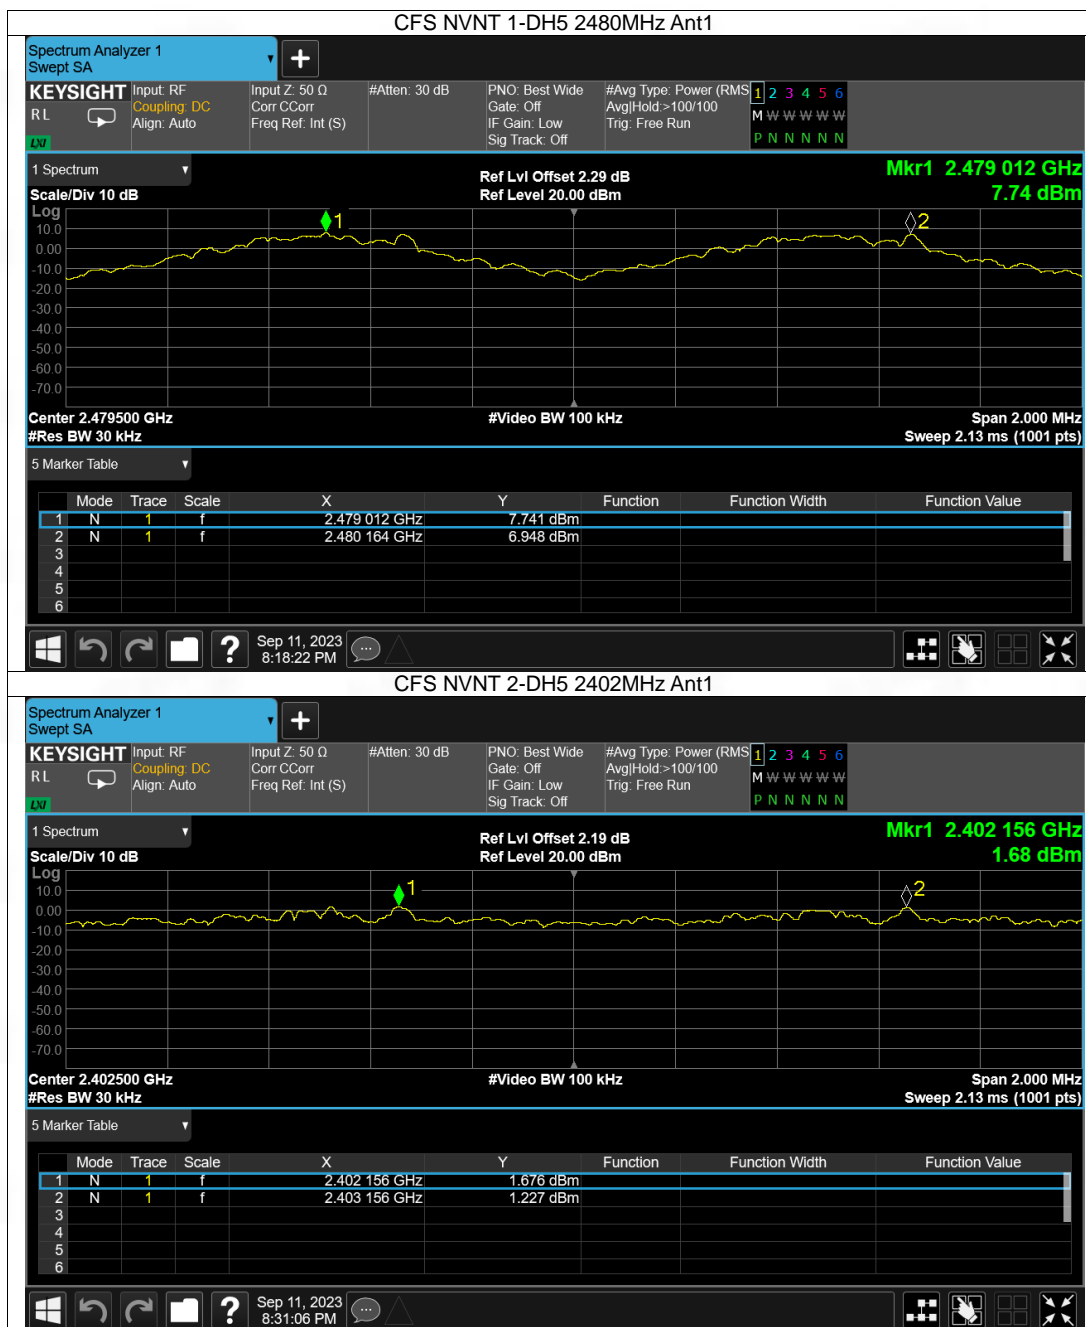 CFS NVNT 1-DH5 2480MHz Ant1
Spectrum Analyzer 1
Swept SA
KEYSIGHT Input: RF Input Z: 50 Ω #Atten: 30 dB PNO: Best Wide #Avg Type: Power (RMS 1 2 3 4 5 6
RL Coupling: DC Corr CCorr Gate: Off Avg|Hold:>100/100 M W W W W W
Align: Auto Freq Ref: Int (S) IF Gain: Low Trig: Free Run
LXI Sig Track: Off P N N N N N
1 Spectrum Ref Lvl Offset 2.29 dB Mkr1 2.479 012 GHz
Scale/Div 10 dB Ref Level 20.00 dBm 7.74 dBm
Log
1 2
10.0
0.00
-10.0
-20.0
-30.0
-40.0
-50.0
-60.0
-70.0
Center 2.479500 GHz #Video BW 100 kHz Span 2.000 MHz
#Res BW 30 kHz Sweep 2.13 ms (1001 pts)
5 Marker Table
Mode Trace Scale X Y Function Function Width Function Value
1 N 1 f 2.479 012 GHz 7.741 dBm
2 N 1 f 2.480 164 GHz 6.948 dBm
3
4
5
6
? Sep 11, 2023
8:18:22 PM
CFS NVNT 2-DH5 2402MHz Ant1
Spectrum Analyzer 1
Swept SA
KEYSIGHT Input: RF Input Z: 50 Ω #Atten: 30 dB PNO: Best Wide #Avg Type: Power (RMS 1 2 3 4 5 6
RL Coupling: DC Corr CCorr Gate: Off Avg|Hold:>100/100 M W W W W W
Align: Auto Freq Ref: Int (S) IF Gain: Low Trig: Free Run
LXI Sig Track: Off P N N N N N
1 Spectrum Ref Lvl Offset 2.19 dB Mkr1 2.402 156 GHz
Scale/Div 10 dB Ref Level 20.00 dBm 1.68 dBm
Log
1 2
10.0
0.00
-10.0
-20.0
-30.0
-40.0
-50.0
-60.0
-70.0
Center 2.402500 GHz #Video BW 100 kHz Span 2.000 MHz
#Res BW 30 kHz Sweep 2.13 ms (1001 pts)
5 Marker Table
Mode Trace Scale X Y Function Function Width Function Value
1 N 1 f 2.402 156 GHz 1.676 dBm
2 N 1 f 2.403 156 GHz 1.227 dBm
3
4
5
6
? Sep 11, 2023
8:31:06 PM